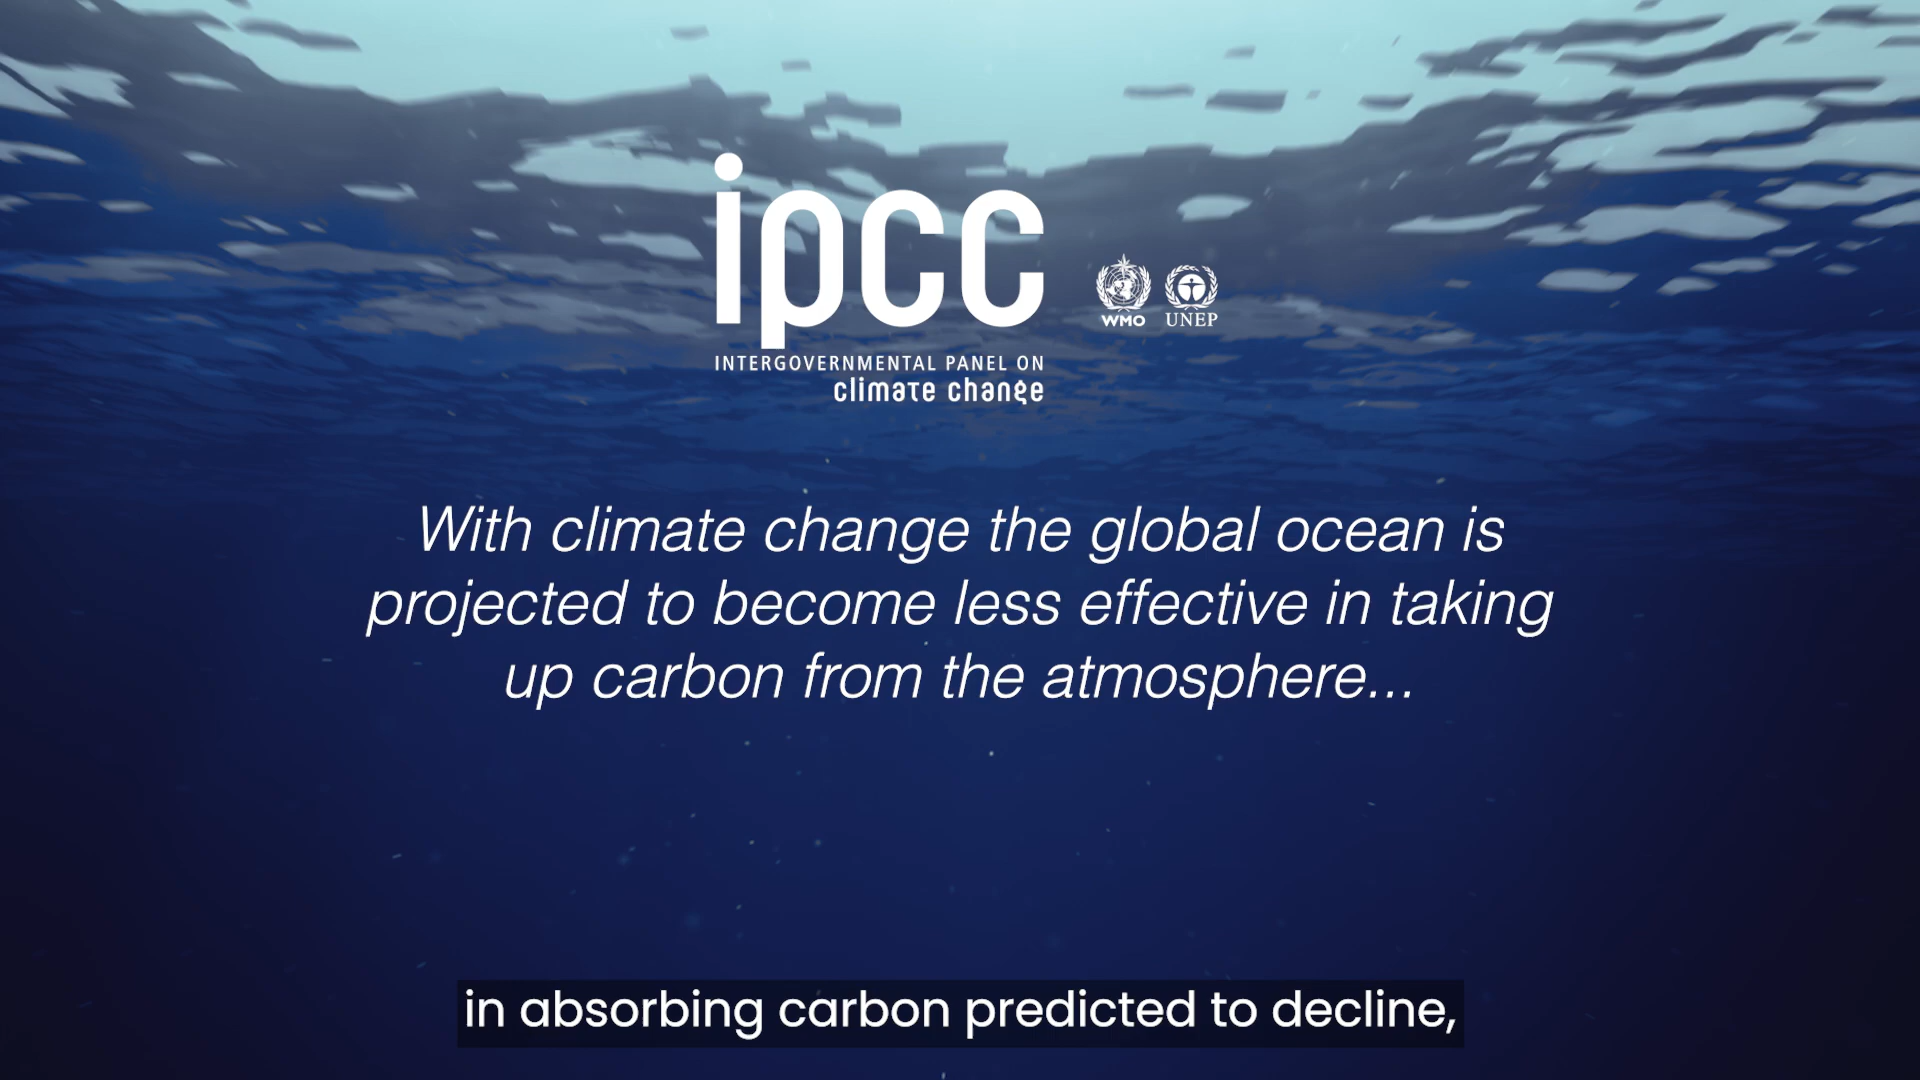 ipcc
WMO
UNEP
INTERGOVERNMENTAL PANEL ON
climate change
With climate change the global ocean is
projected to become less effective in taking
up carbon from the atmosphere...
in absorbing carbon predicted to decline,